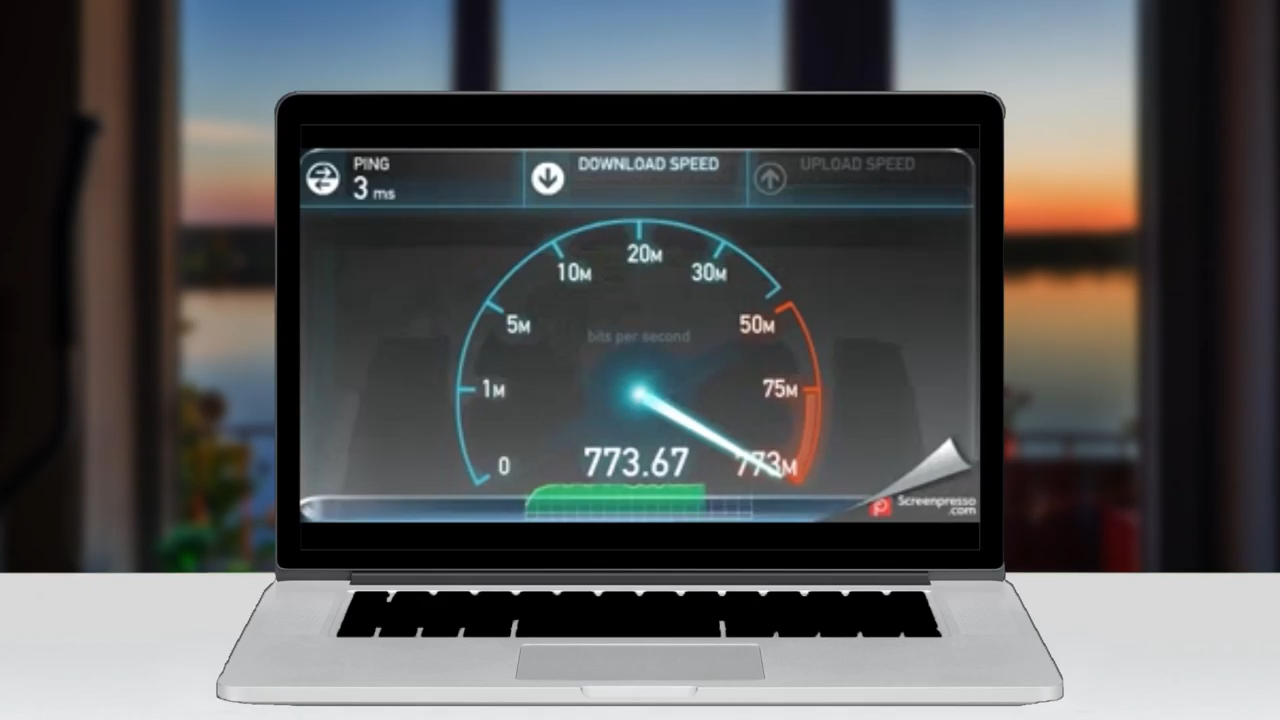 PING
3 ms
DOWNLOAD SPEED
UPLOAD SPEED
20M
10M
30M
5M
50M
bits per second
1M
75M
0
773.67
773M
Screenpresso
.com